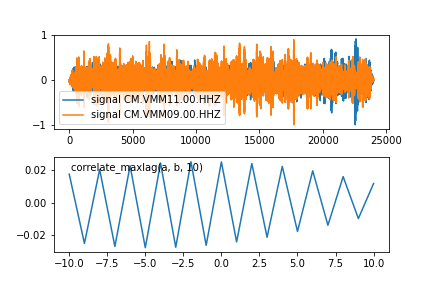 1
0
−1
signal CM.VMM11.00.HHZ
signal CM.VMM09.00.HHZ
0 5000 10000 15000 20000 25000
correlate_maxlag(a, b, 10)
0.02
0.00
−0.02
−10.0 −7.5 −5.0 −2.5 0.0 2.5 5.0 7.5 10.0